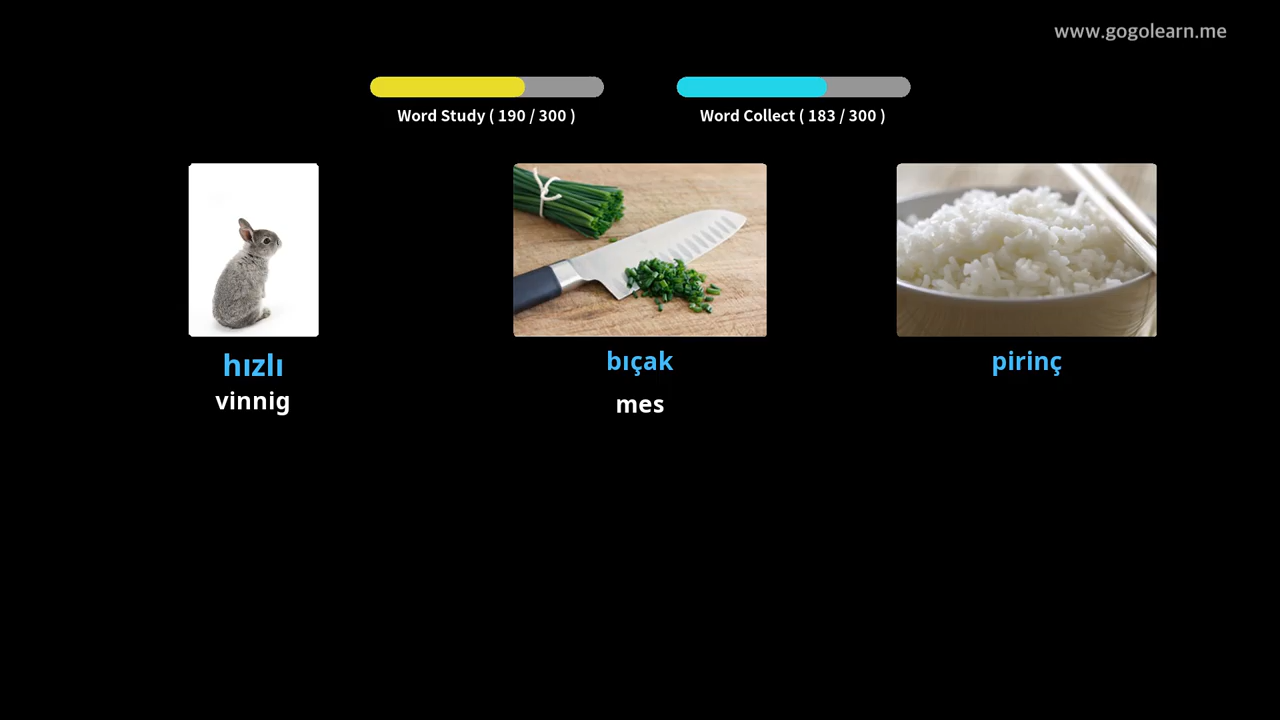 www.gogolearn.me
Word Study ( 190 / 300 )
Word Collect ( 183 / 300 )
hızlı
vinnig
bıçak
mes
pirinç